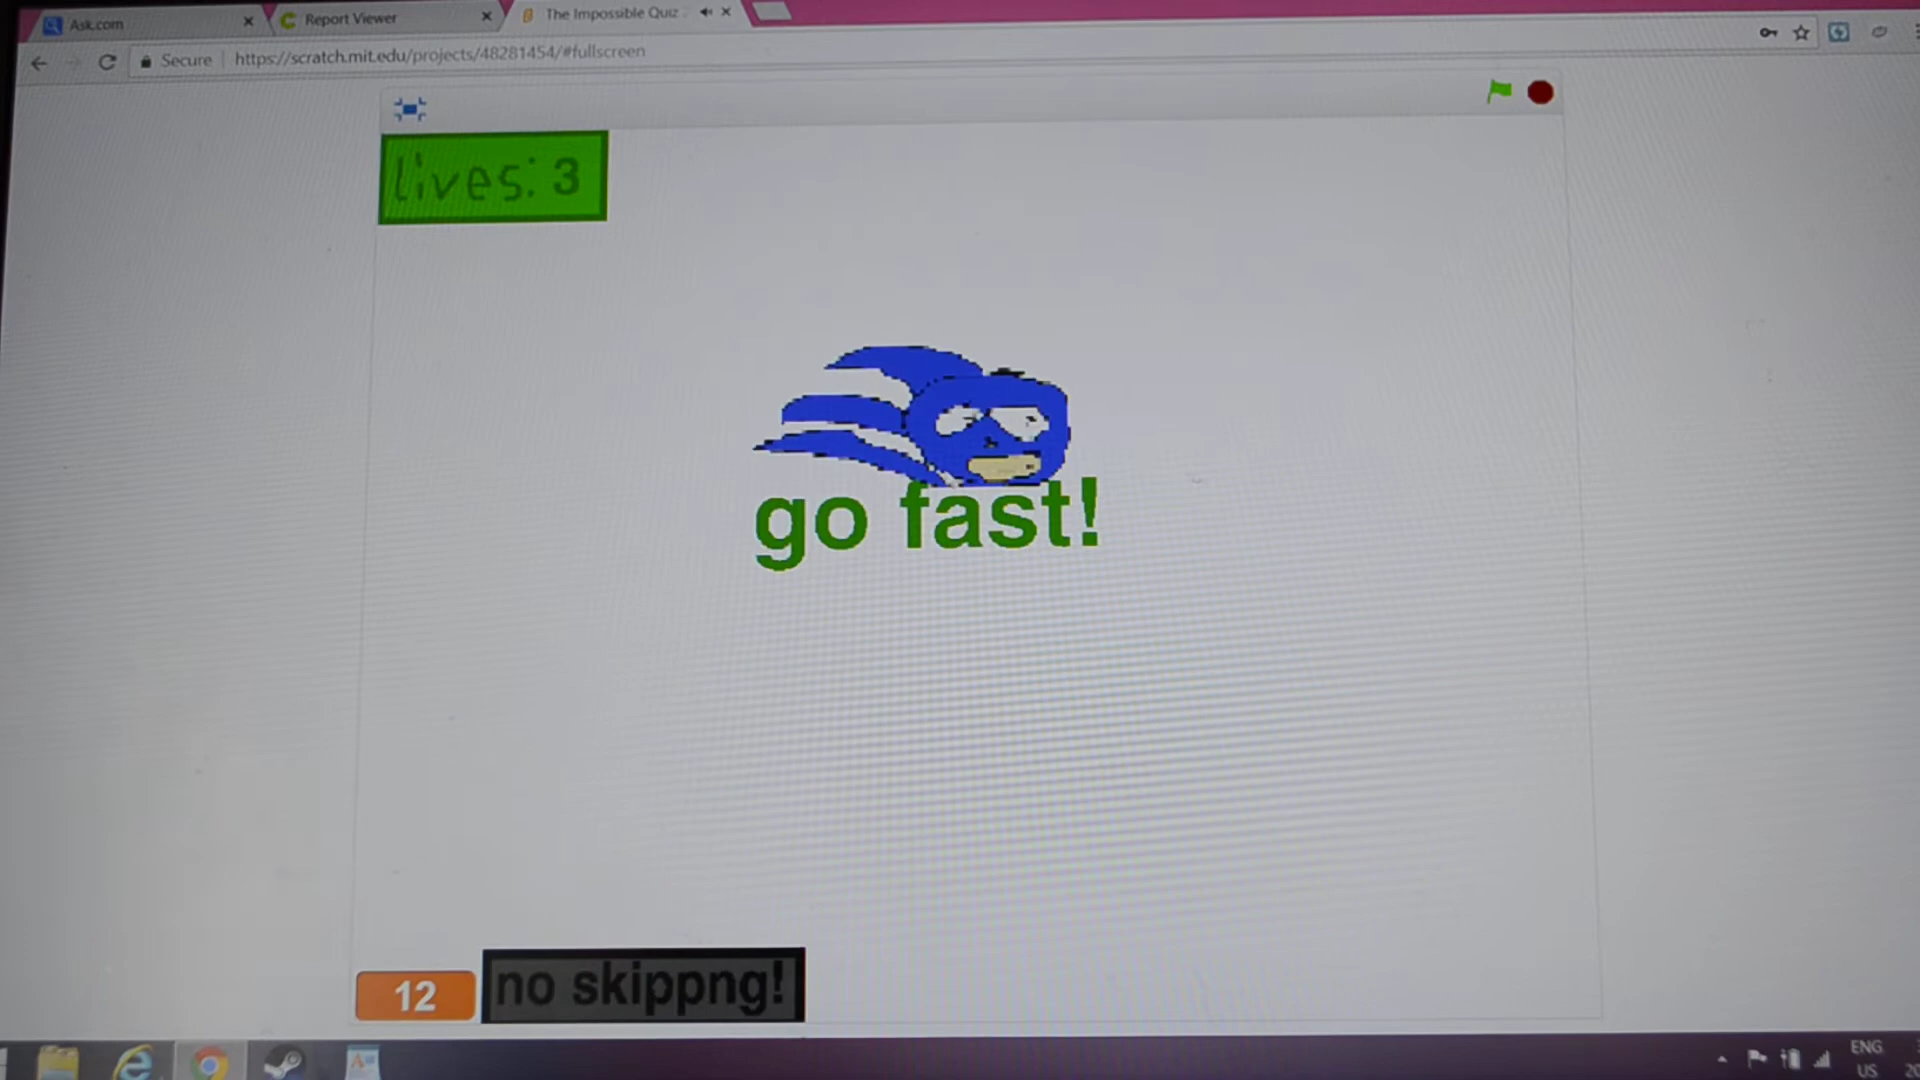 Ask.com
Report Viewer
The Impossible Quiz
Secure
https://scratch.mit.edu/projects/48281454/#fullscreen
lives: 3
go fast!
12
no skippng!
ENG
US